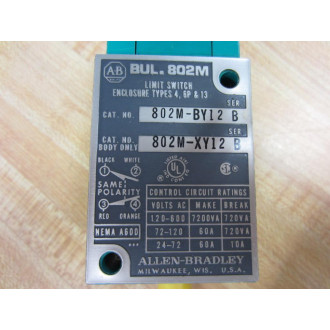 A-B BUL. 802M
LIMIT SWITCH
ENCLOSURE TYPES 4, 6P & 13
SER
CAT. NO. 802M-BY12 B
SER
CAT. NO. BODY ONLY 802M-XY12 B
BLACK WHITE
1 2
SAME POLARITY
3 4
RED ORANGE
NEMA A600
UL
CONTROL CIRCUIT RATINGS
VOLTS AC MAKE BREAK
120-600 7200VA 720VA
72-120 60A 720VA
24-72 60A 10A
ALLEN-BRADLEY
MILWAUKEE, WIS. U.S.A.